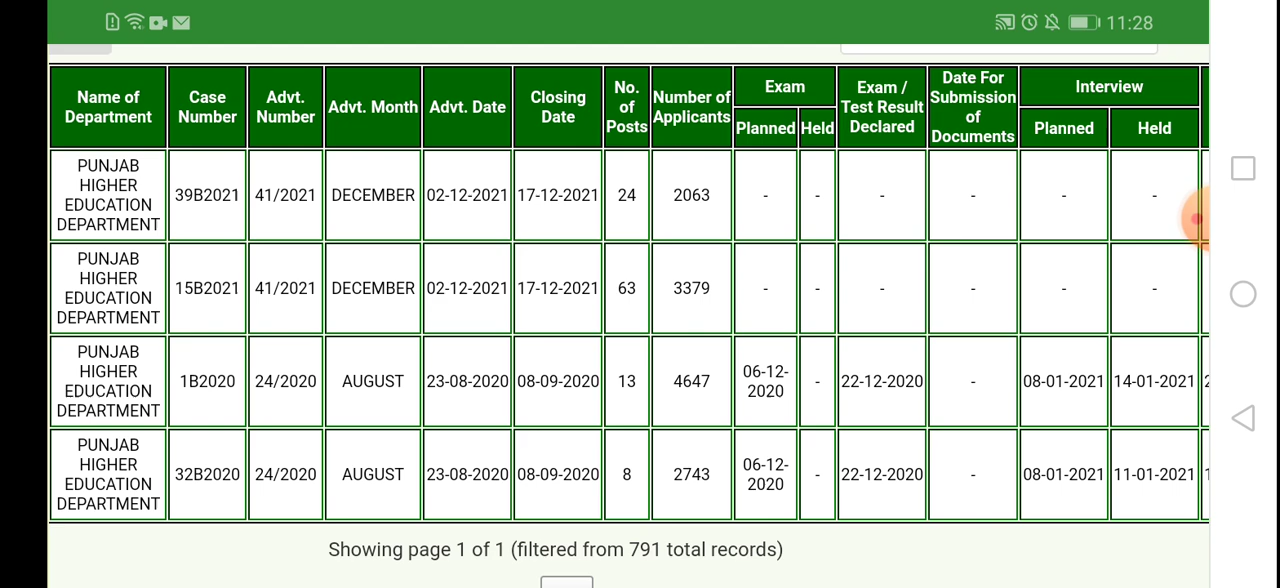 11:28
Name of Department Case Number Advt. Number Advt. Month Advt. Date Closing Date No. of Posts Number of Applicants Exam Planned Held Exam / Test Result Declared Date For Submission of Documents Interview Planned Held
PUNJAB HIGHER EDUCATION DEPARTMENT 39B2021 41/2021 DECEMBER 02-12-2021 17-12-2021 24 2063 - - - - - -
PUNJAB HIGHER EDUCATION DEPARTMENT 15B2021 41/2021 DECEMBER 02-12-2021 17-12-2021 63 3379 - - - - - -
PUNJAB HIGHER EDUCATION DEPARTMENT 1B2020 24/2020 AUGUST 23-08-2020 08-09-2020 13 4647 06-12-2020 - 22-12-2020 - 08-01-2021 14-01-2021
PUNJAB HIGHER EDUCATION DEPARTMENT 32B2020 24/2020 AUGUST 23-08-2020 08-09-2020 8 2743 06-12-2020 - 22-12-2020 - 08-01-2021 11-01-2021
Showing page 1 of 1 (filtered from 791 total records)